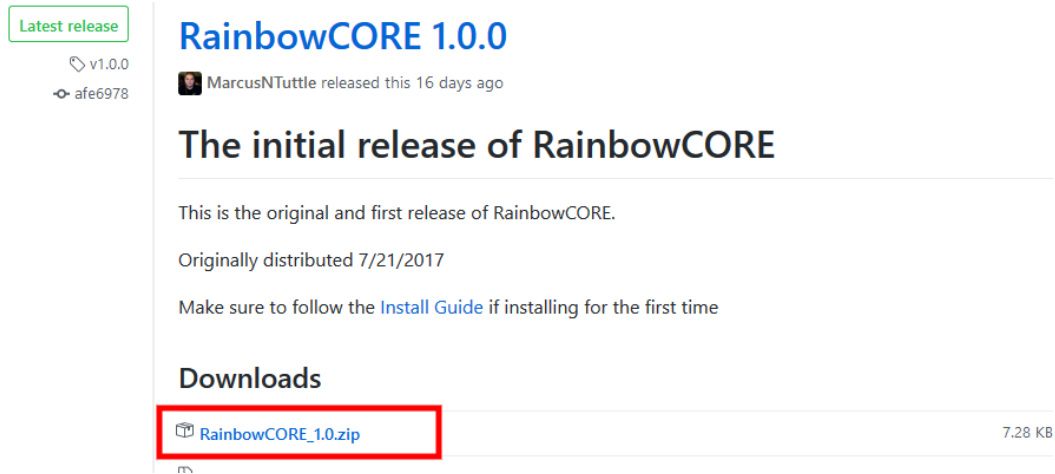 Latest release
v1.0.0
afe6978
RainbowCORE 1.0.0
MarcusNTuttle released this 16 days ago
The initial release of RainbowCORE
This is the original and first release of RainbowCORE.
Originally distributed 7/21/2017
Make sure to follow the Install Guide if installing for the first time
Downloads
RainbowCORE_1.0.zip 7.28 KB